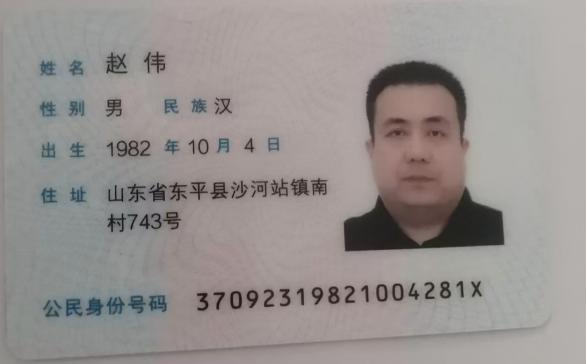 姓名 赵伟
性别 男 民族 汉
出生 1982 年 10 月 4 日
住址 山东省东平县沙河站镇南
村743号
公民身份号码 37092319821004281X